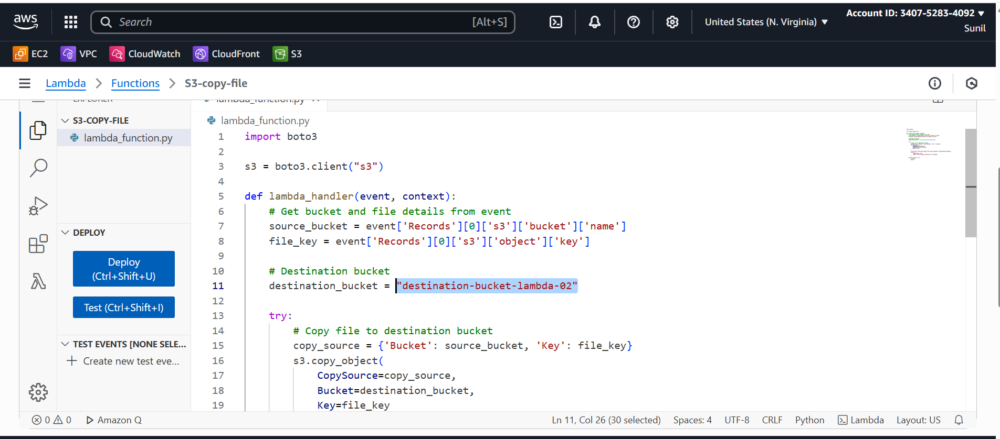 aws
Search [Alt+S]
United States (N. Virginia) ▼
Account ID: 3407-5283-4092 ▼
Sunil
EC2 VPC CloudWatch CloudFront S3
Lambda > Functions > S3-copy-file
EXPLORER
lambda_function.py
S3-COPY-FILE
lambda_function.py
DEPLOY
Deploy
(Ctrl+Shift+U)
Test (Ctrl+Shift+I)
TEST EVENTS [NONE SELE...
Create new test eve...
lambda_function.py
1 import boto3
2
3 s3 = boto3.client("s3")
4
5 def lambda_handler(event, context):
6     # Get bucket and file details from event
7     source_bucket = event['Records'][0]['s3']['bucket']['name']
8     file_key = event['Records'][0]['s3']['object']['key']
9
10     # Destination bucket
11     destination_bucket = "destination-bucket-lambda-02"
12
13     try:
14         # Copy file to destination bucket
15         copy_source = {'Bucket': source_bucket, 'Key': file_key}
16         s3.copy_object(
17             CopySource=copy_source,
18             Bucket=destination_bucket,
19             Key=file_key
0 0 Amazon Q Ln 11, Col 26 (30 selected) Spaces: 4 UTF-8 CRLF Python Lambda Layout: US